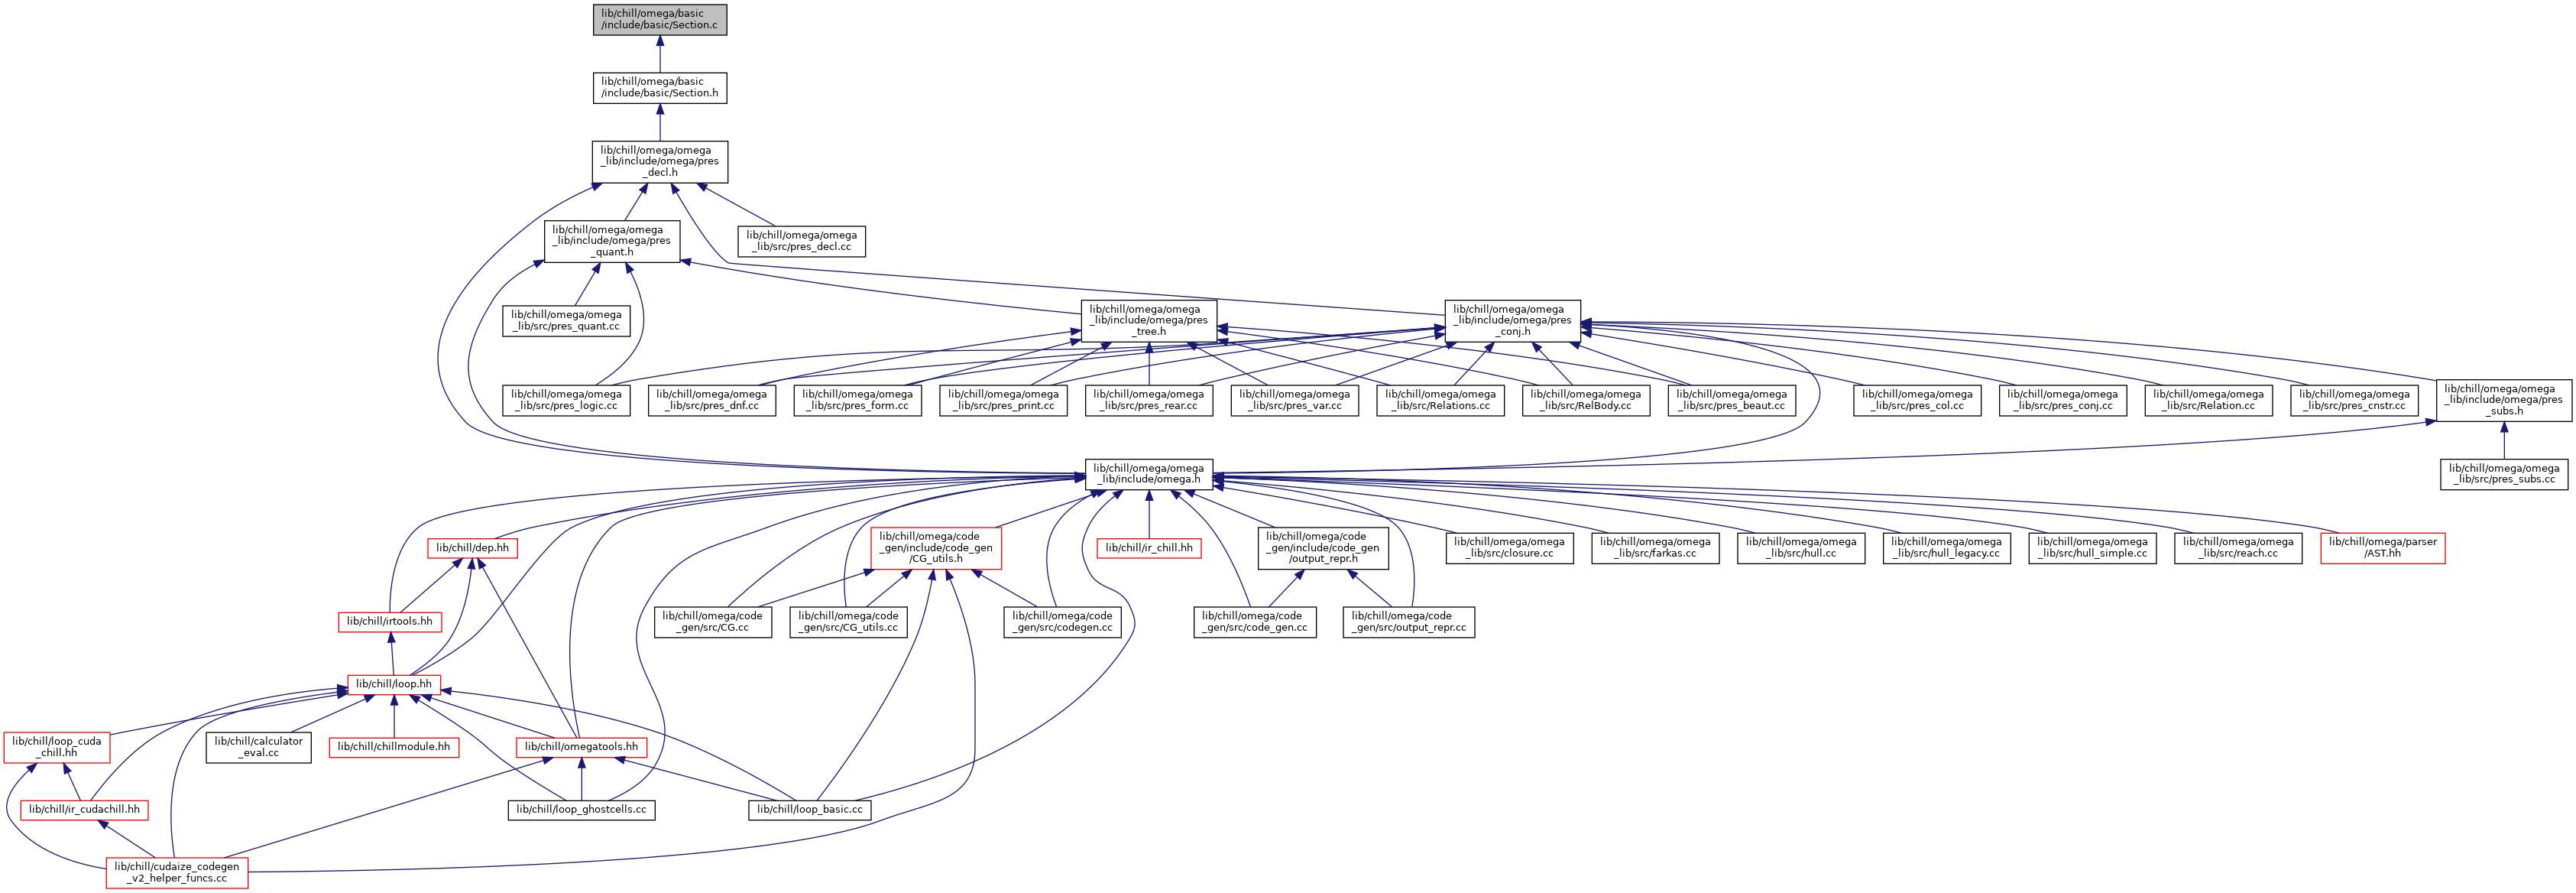 lib/chill/omega/basic
/include/basic/Section.c
lib/chill/omega/basic
/include/basic/Section.h
lib/chill/omega/omega
_lib/include/omega/pres
_decl.h
lib/chill/omega/omega
_lib/include/omega/pres
_quant.h
lib/chill/omega/omega
_lib/src/pres_decl.cc
lib/chill/omega/omega
_lib/src/pres_quant.cc
lib/chill/omega/omega
_lib/include/omega/pres
_tree.h
lib/chill/omega/omega
_lib/include/omega/pres
_conj.h
lib/chill/omega/omega
_lib/src/pres_logic.cc
lib/chill/omega/omega
_lib/src/pres_dnf.cc
lib/chill/omega/omega
_lib/src/pres_form.cc
lib/chill/omega/omega
_lib/src/pres_print.cc
lib/chill/omega/omega
_lib/src/pres_rear.cc
lib/chill/omega/omega
_lib/src/pres_var.cc
lib/chill/omega/omega
_lib/src/Relations.cc
lib/chill/omega/omega
_lib/src/RelBody.cc
lib/chill/omega/omega
_lib/src/pres_beaut.cc
lib/chill/omega/omega
_lib/src/pres_col.cc
lib/chill/omega/omega
_lib/src/pres_conj.cc
lib/chill/omega/omega
_lib/src/Relation.cc
lib/chill/omega/omega
_lib/src/pres_cnstr.cc
lib/chill/omega/omega
_lib/include/omega/pres
_subs.h
lib/chill/omega/omega
_lib/include/omega.h
lib/chill/omega/omega
_lib/src/pres_subs.cc
lib/chill/dep.hh
lib/chill/omega/code
_gen/include/code_gen
/CG_utils.h
lib/chill/ir_chill.hh
lib/chill/omega/code
_gen/include/code_gen
/output_repr.h
lib/chill/omega/omega
_lib/src/closure.cc
lib/chill/omega/omega
_lib/src/farkas.cc
lib/chill/omega/omega
_lib/src/hull.cc
lib/chill/omega/omega
_lib/src/hull_legacy.cc
lib/chill/omega/omega
_lib/src/hull_simple.cc
lib/chill/omega/omega
_lib/src/reach.cc
lib/chill/omega/parser
/AST.hh
lib/chill/irtools.hh
lib/chill/omega/code
_gen/src/CG.cc
lib/chill/omega/code
_gen/src/CG_utils.cc
lib/chill/omega/code
_gen/src/codegen.cc
lib/chill/omega/code
_gen/src/code_gen.cc
lib/chill/omega/code
_gen/src/output_repr.cc
lib/chill/loop.hh
lib/chill/loop_cuda
_chill.hh
lib/chill/calculator
_eval.cc
lib/chill/chillmodule.hh
lib/chill/omegatools.hh
lib/chill/ir_cudachill.hh
lib/chill/loop_ghostcells.cc
lib/chill/loop_basic.cc
lib/chill/cudaize_codegen
_v2_helper_funcs.cc